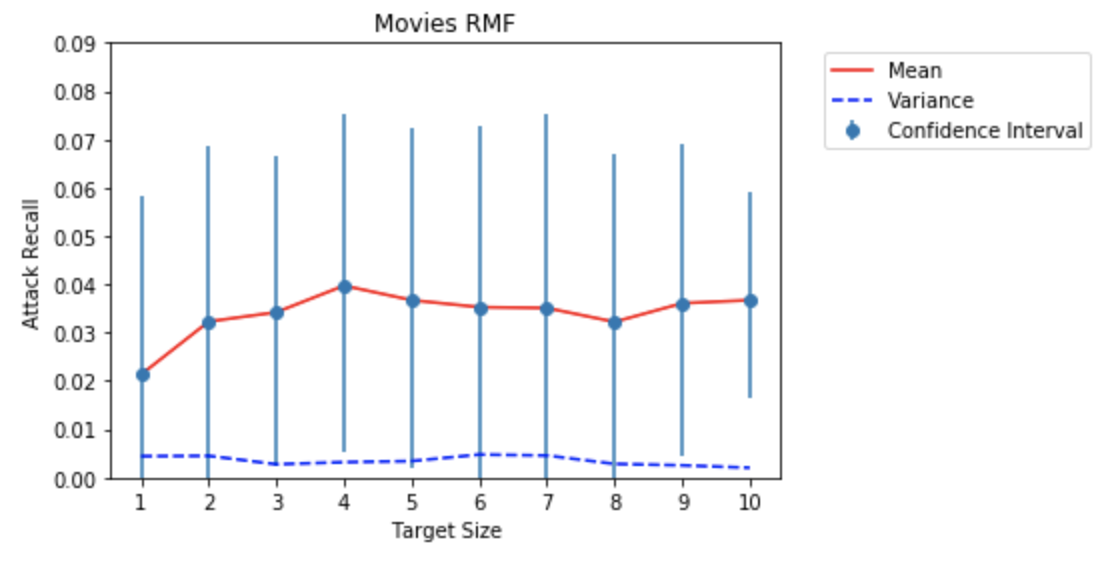 Movies RMF
0.09
0.08
0.07
0.06
0.05
0.04
0.03
0.02
0.01
0.00
Attack Recall
1 2 3 4 5 6 7 8 9 10
Target Size
Mean
Variance
Confidence Interval